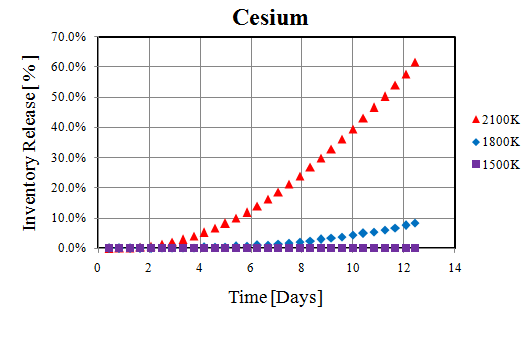 Cesium
70.0%
60.0%
50.0%
40.0%
30.0%
20.0%
10.0%
0.0%
Inventory Release [ % ]
2100K
1800K
1500K
0 2 4 6 8 10 12 14
Time [Days]